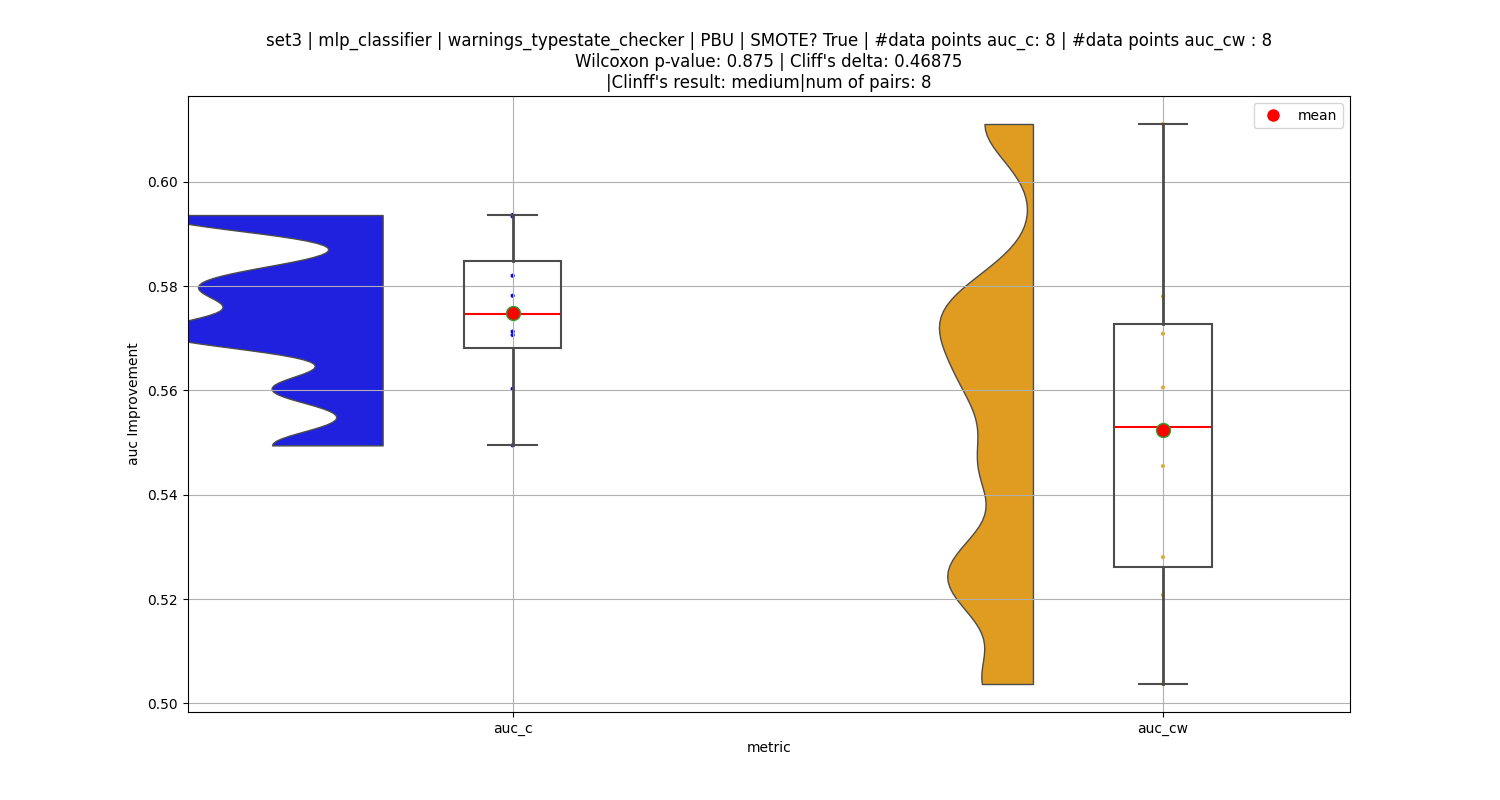 set3 | mlp_classifier | warnings_typestate_checker | PBU | SMOTE? True | #data points auc_c: 8 | #data points auc_cw : 8
Wilcoxon p-value: 0.875 | Cliff's delta: 0.46875
|Clinff's result: medium|num of pairs: 8
mean
0.60
0.58
0.56
0.54
0.52
0.50
auc Improvement
auc_c
auc_cw
metric